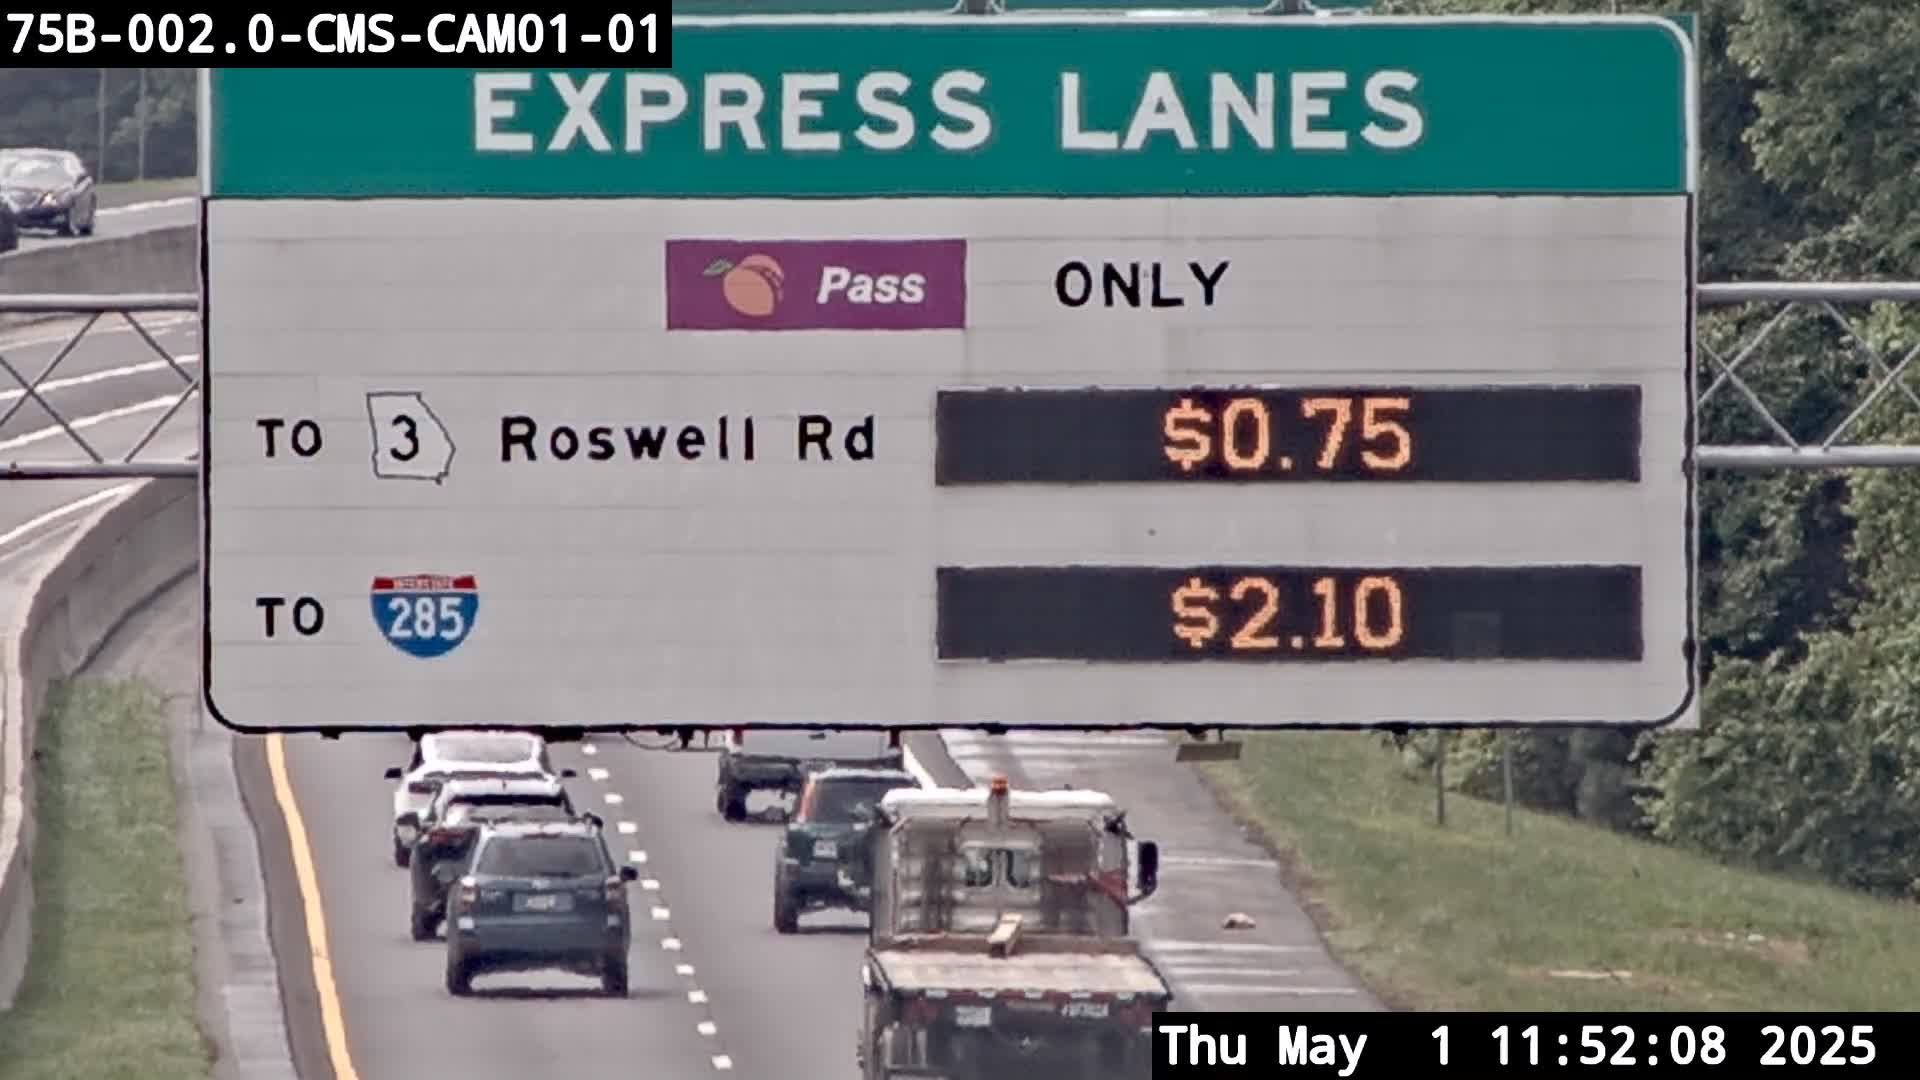 75B-002.0-CMS-CAM01-01
EXPRESS LANES
Pass ONLY
TO 3 Roswell Rd $0.75
TO INTERSTATE 285 $2.10
Thu May 1 11:52:08 2025